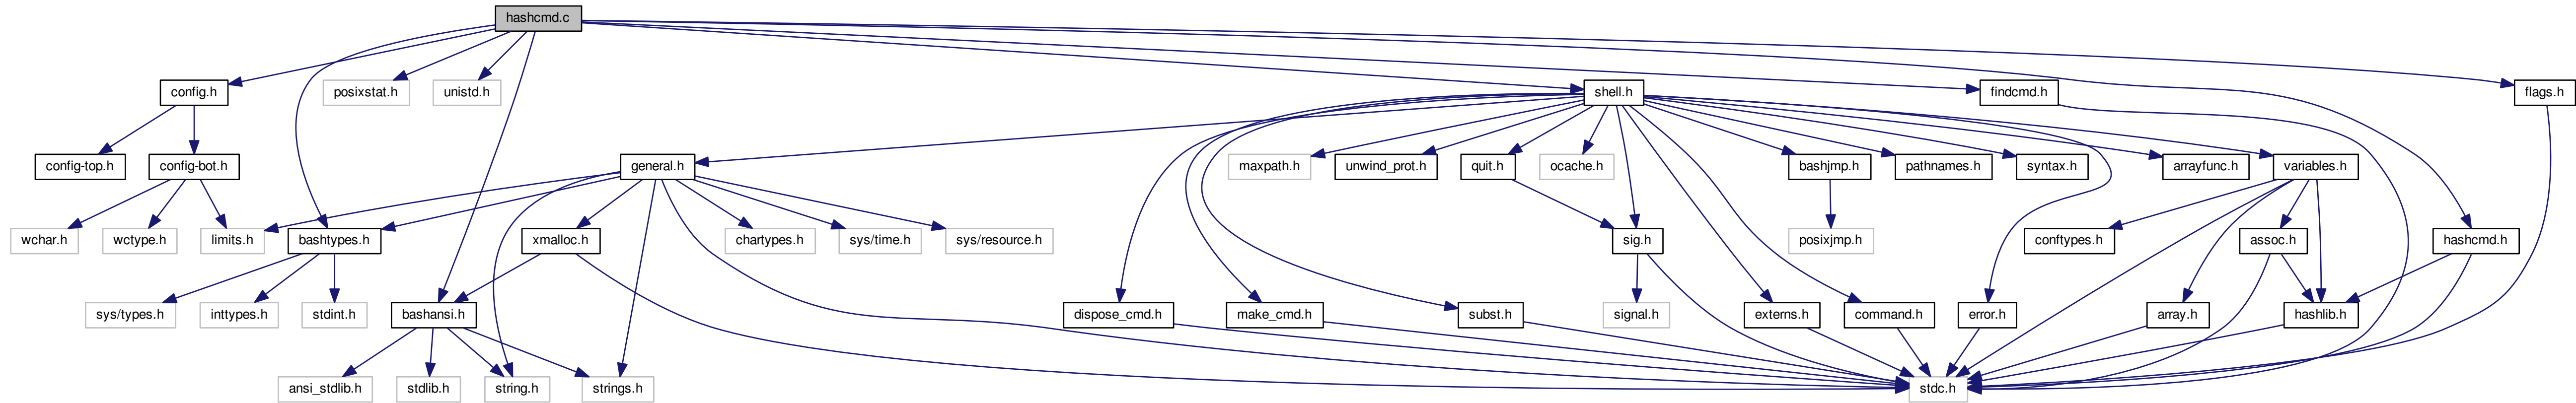 hashcmd.c
config.h
posixstat.h
unistd.h
shell.h
findcmd.h
flags.h
config-top.h
config-bot.h
general.h
maxpath.h
unwind_prot.h
quit.h
ocache.h
bashjmp.h
pathnames.h
syntax.h
arrayfunc.h
variables.h
wchar.h
wctype.h
limits.h
bashtypes.h
xmalloc.h
chartypes.h
sys/time.h
sys/resource.h
sig.h
posixjmp.h
conftypes.h
assoc.h
hashcmd.h
sys/types.h
inttypes.h
stdint.h
bashansi.h
dispose_cmd.h
make_cmd.h
subst.h
signal.h
externs.h
command.h
error.h
array.h
hashlib.h
ansi_stdlib.h
stdlib.h
string.h
strings.h
stdc.h